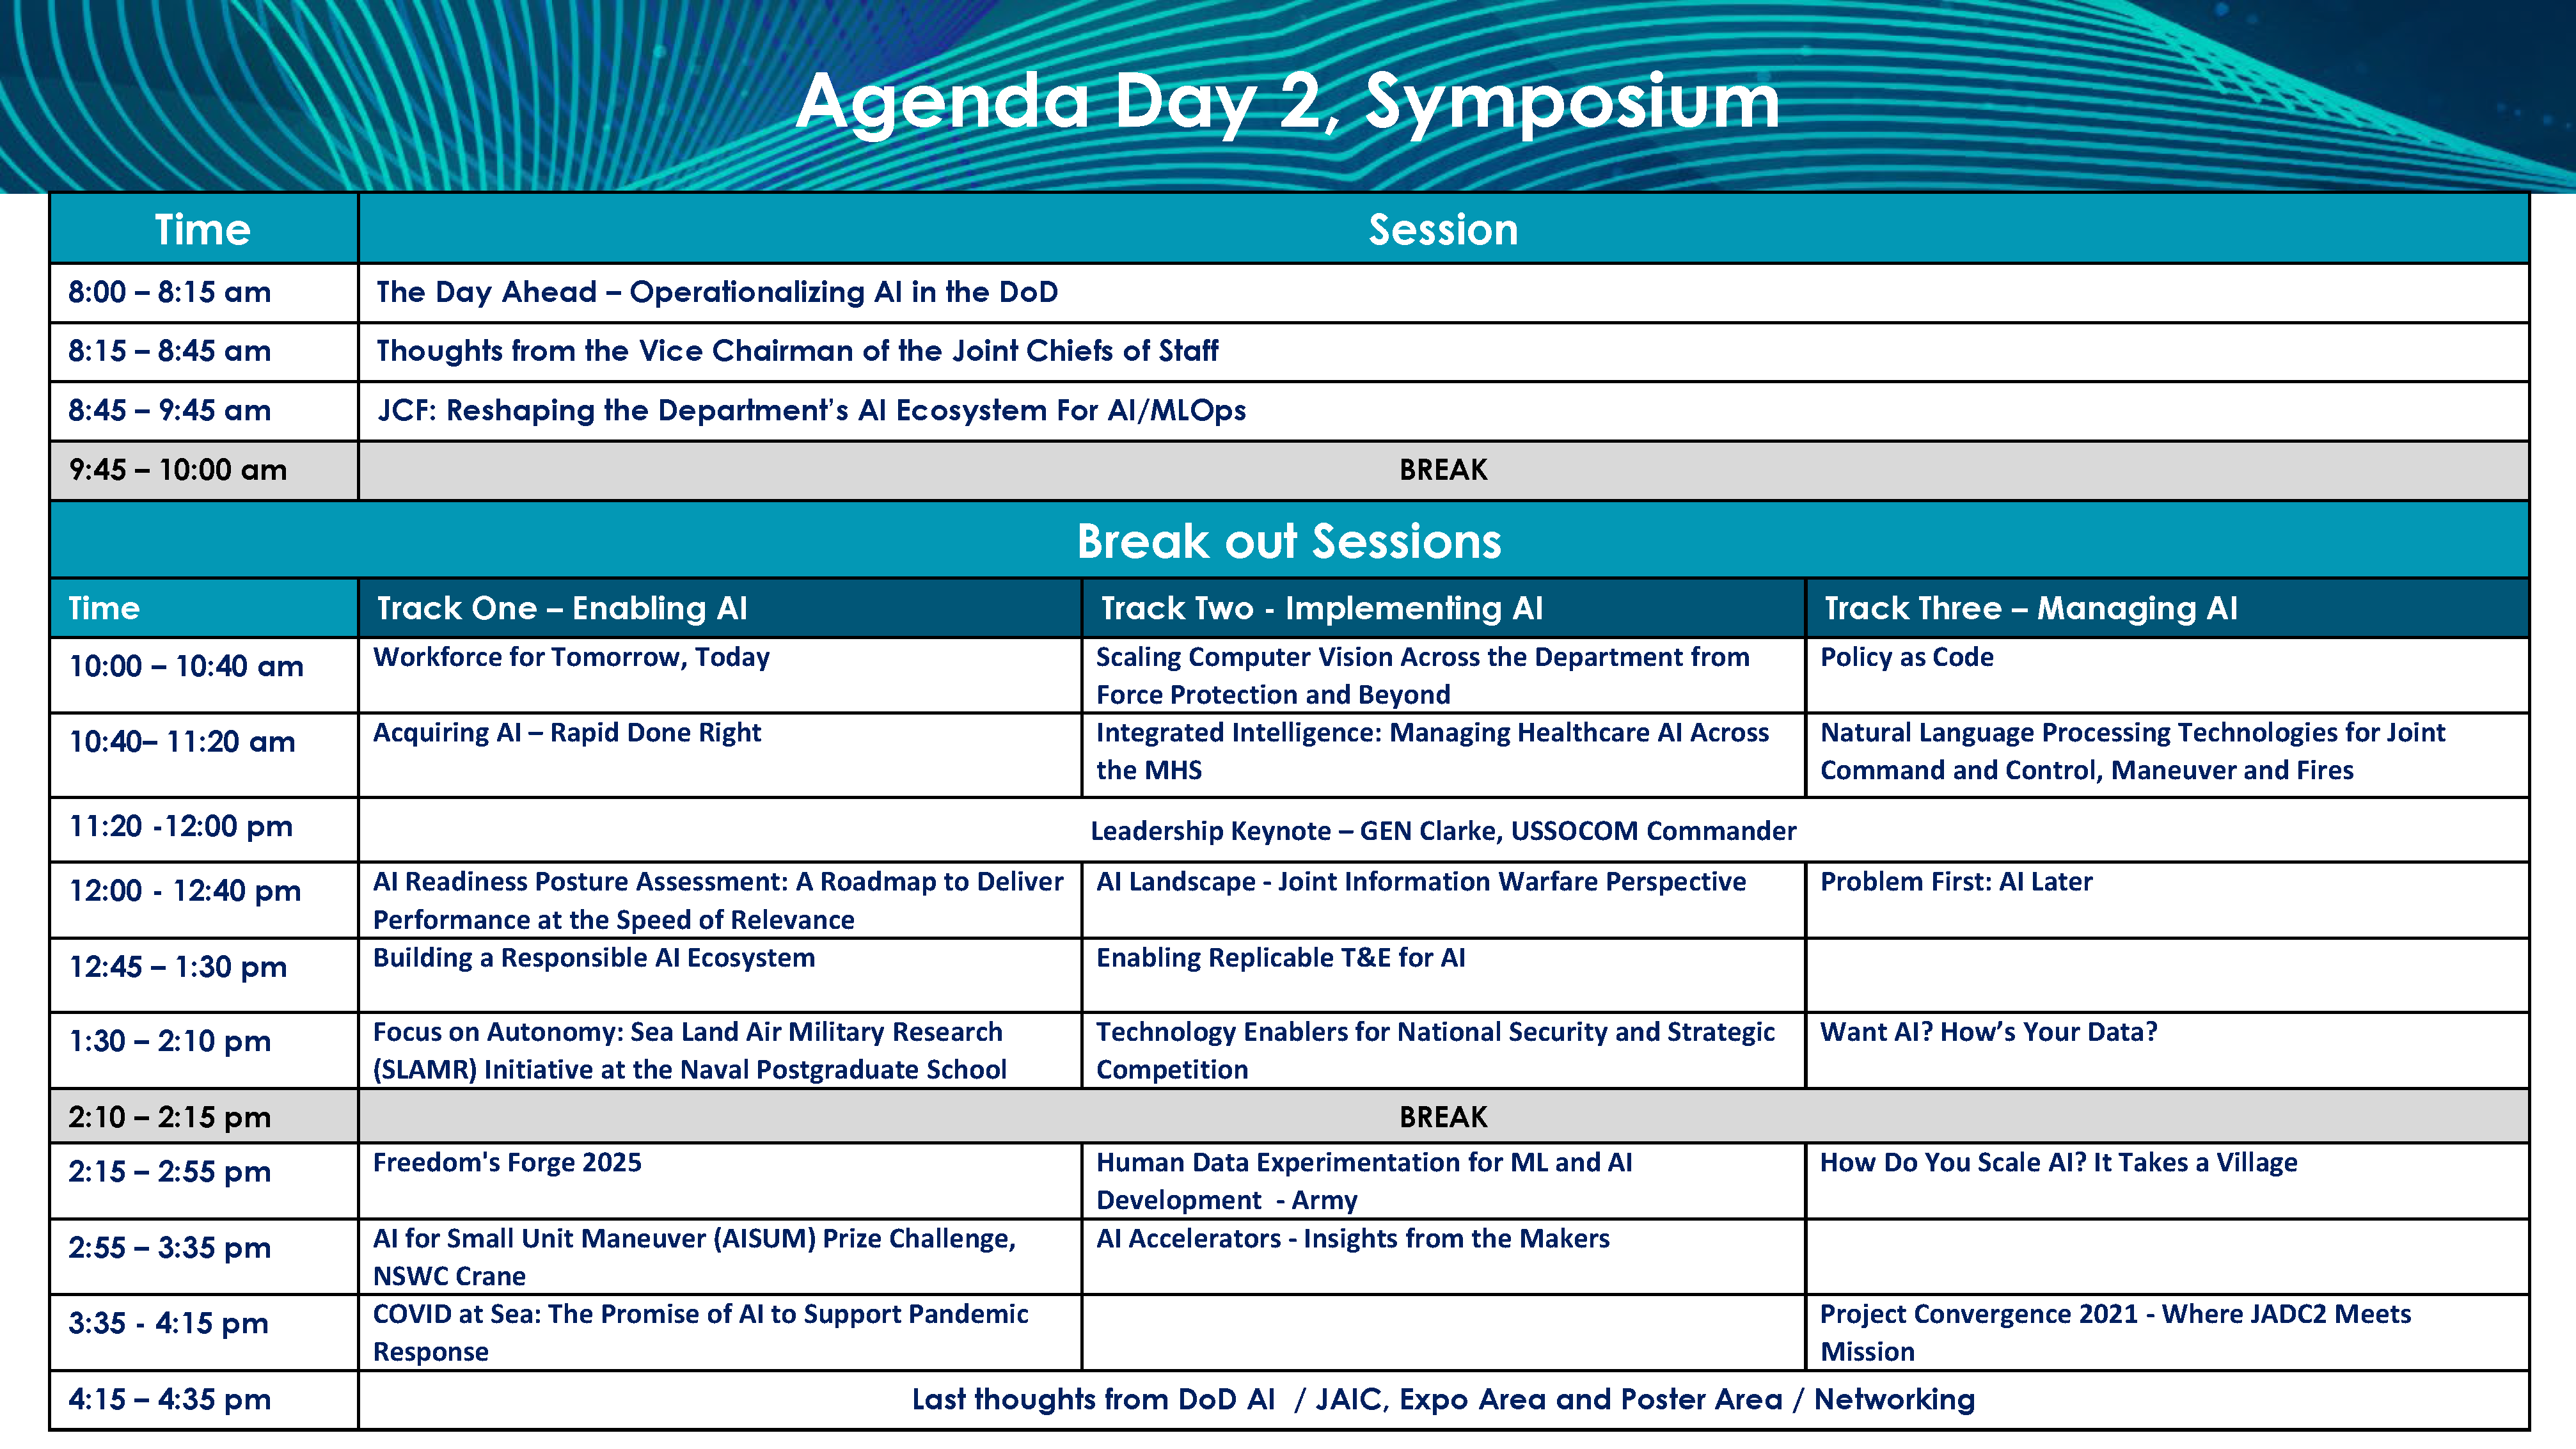 Agenda Day 2, Symposium
Time
Session
8:00 – 8:15 am
The Day Ahead – Operationalizing AI in the DoD
8:15 – 8:45 am
Thoughts from the Vice Chairman of the Joint Chiefs of Staff
8:45 – 9:45 am
JCF: Reshaping the Department’s AI Ecosystem For AI/MLOps
9:45 – 10:00 am
BREAK
Break out Sessions
Time
Track One – Enabling AI
Track Two - Implementing AI
Track Three – Managing AI
10:00 – 10:40 am
Workforce for Tomorrow, Today
Scaling Computer Vision Across the Department from
Force Protection and Beyond
Policy as Code
10:40– 11:20 am
Acquiring AI – Rapid Done Right
Integrated Intelligence: Managing Healthcare AI Across
the MHS
Natural Language Processing Technologies for Joint
Command and Control, Maneuver and Fires
11:20 -12:00 pm
Leadership Keynote – GEN Clarke, USSOCOM Commander
12:00 - 12:40 pm
AI Readiness Posture Assessment: A Roadmap to Deliver
Performance at the Speed of Relevance
AI Landscape - Joint Information Warfare Perspective
Problem First: AI Later
12:45 – 1:30 pm
Building a Responsible AI Ecosystem
Enabling Replicable T&E for AI
1:30 – 2:10 pm
Focus on Autonomy: Sea Land Air Military Research
(SLAMR) Initiative at the Naval Postgraduate School
Technology Enablers for National Security and Strategic
Competition
Want AI? How’s Your Data?
2:10 – 2:15 pm
BREAK
2:15 – 2:55 pm
Freedom's Forge 2025
Human Data Experimentation for ML and AI
Development  - Army
How Do You Scale AI? It Takes a Village
2:55 – 3:35 pm
AI for Small Unit Maneuver (AISUM) Prize Challenge,
NSWC Crane
AI Accelerators - Insights from the Makers
3:35 - 4:15 pm
COVID at Sea: The Promise of AI to Support Pandemic
Response
Project Convergence 2021 - Where JADC2 Meets
Mission
4:15 – 4:35 pm
Last thoughts from DoD AI  / JAIC, Expo Area and Poster Area / Networking